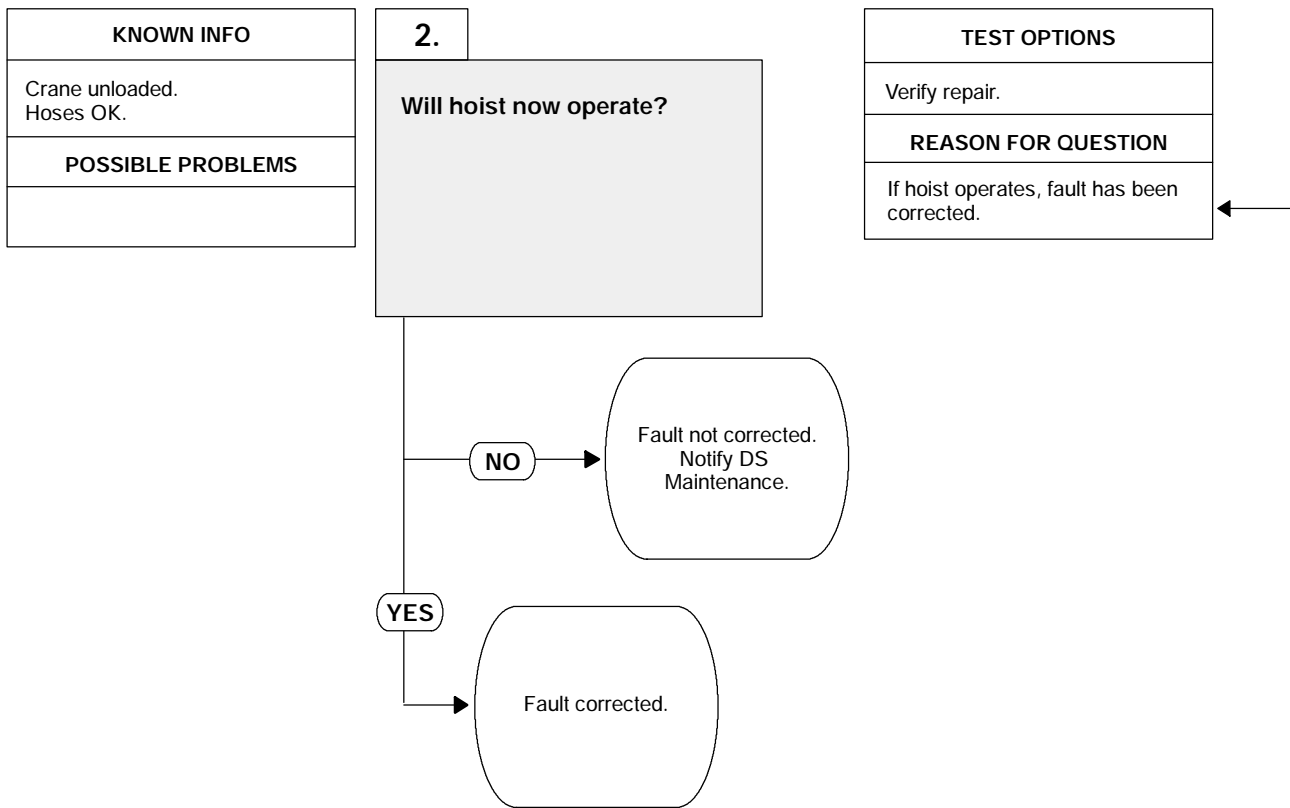 KNOWN INFO
Crane unloaded.
Hoses OK.
POSSIBLE PROBLEMS
2.
Will hoist now operate?
TEST OPTIONS
Verify repair.
REASON FOR QUESTION
If hoist operates, fault has been
corrected.
NO
Fault not corrected.
Notify DS
Maintenance.
YES
Fault corrected.